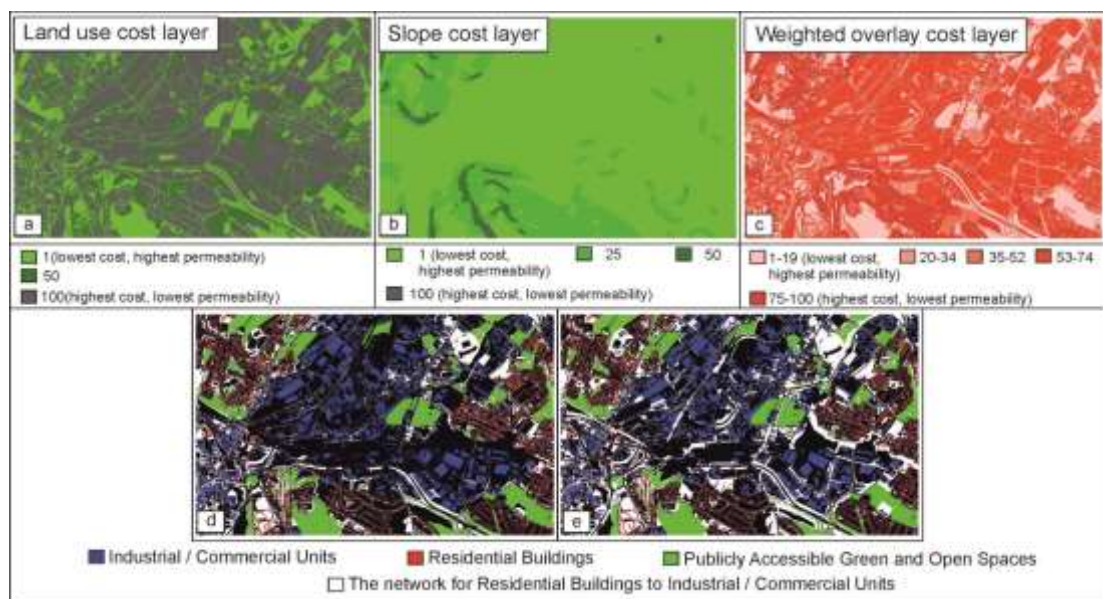 Land use cost layer
Slope cost layer
Weighted overlay cost layer
a
b
c
1(lowest cost, highest permeability)
50
100(highest cost, lowest permeability)
1 (lowest cost,
highest permeability)
25
50
100 (highest cost, lowest permeability)
1-19 (lowest cost,
highest permeability)
20-34
35-52
53-74
75-100 (highest cost, lowest permeability)
d
e
Industrial / Commercial Units
Residential Buildings
Publicly Accessible Green and Open Spaces
The network for Residential Buildings to Industrial / Commercial Units